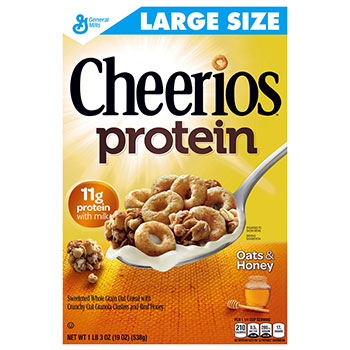 General
Mills
LARGE SIZE
Cheerios
protein
11g
protein
with milk
Oats &
Honey
Sweetened Whole Grain Oat Cereal with
Crunchy Oat Granola Clusters and Real Honey
NET WT 1 LB 3 OZ (19 OZ) (538g)
210